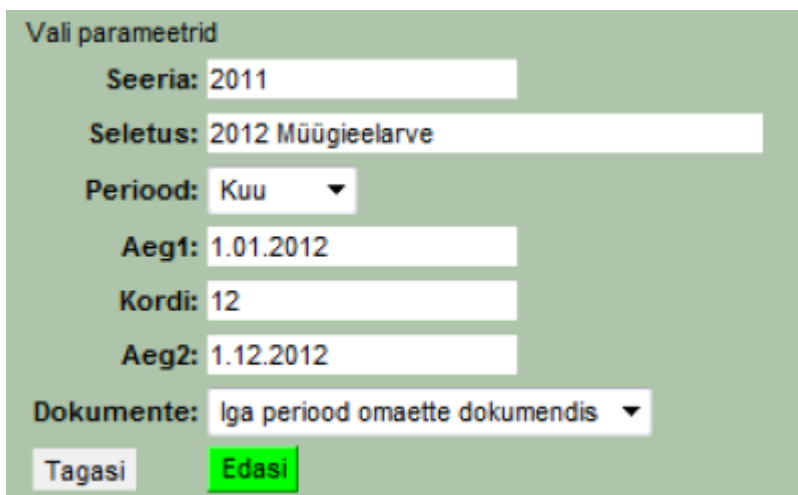 Vali parameetrid
Seeria: 2011
Seletus: 2012 Müügieelarve
Periood: Kuu
Aeg1: 1.01.2012
Kordi: 12
Aeg2: 1.12.2012
Dokumente: Iga periood omaette dokumendis
Tagasi Edasi